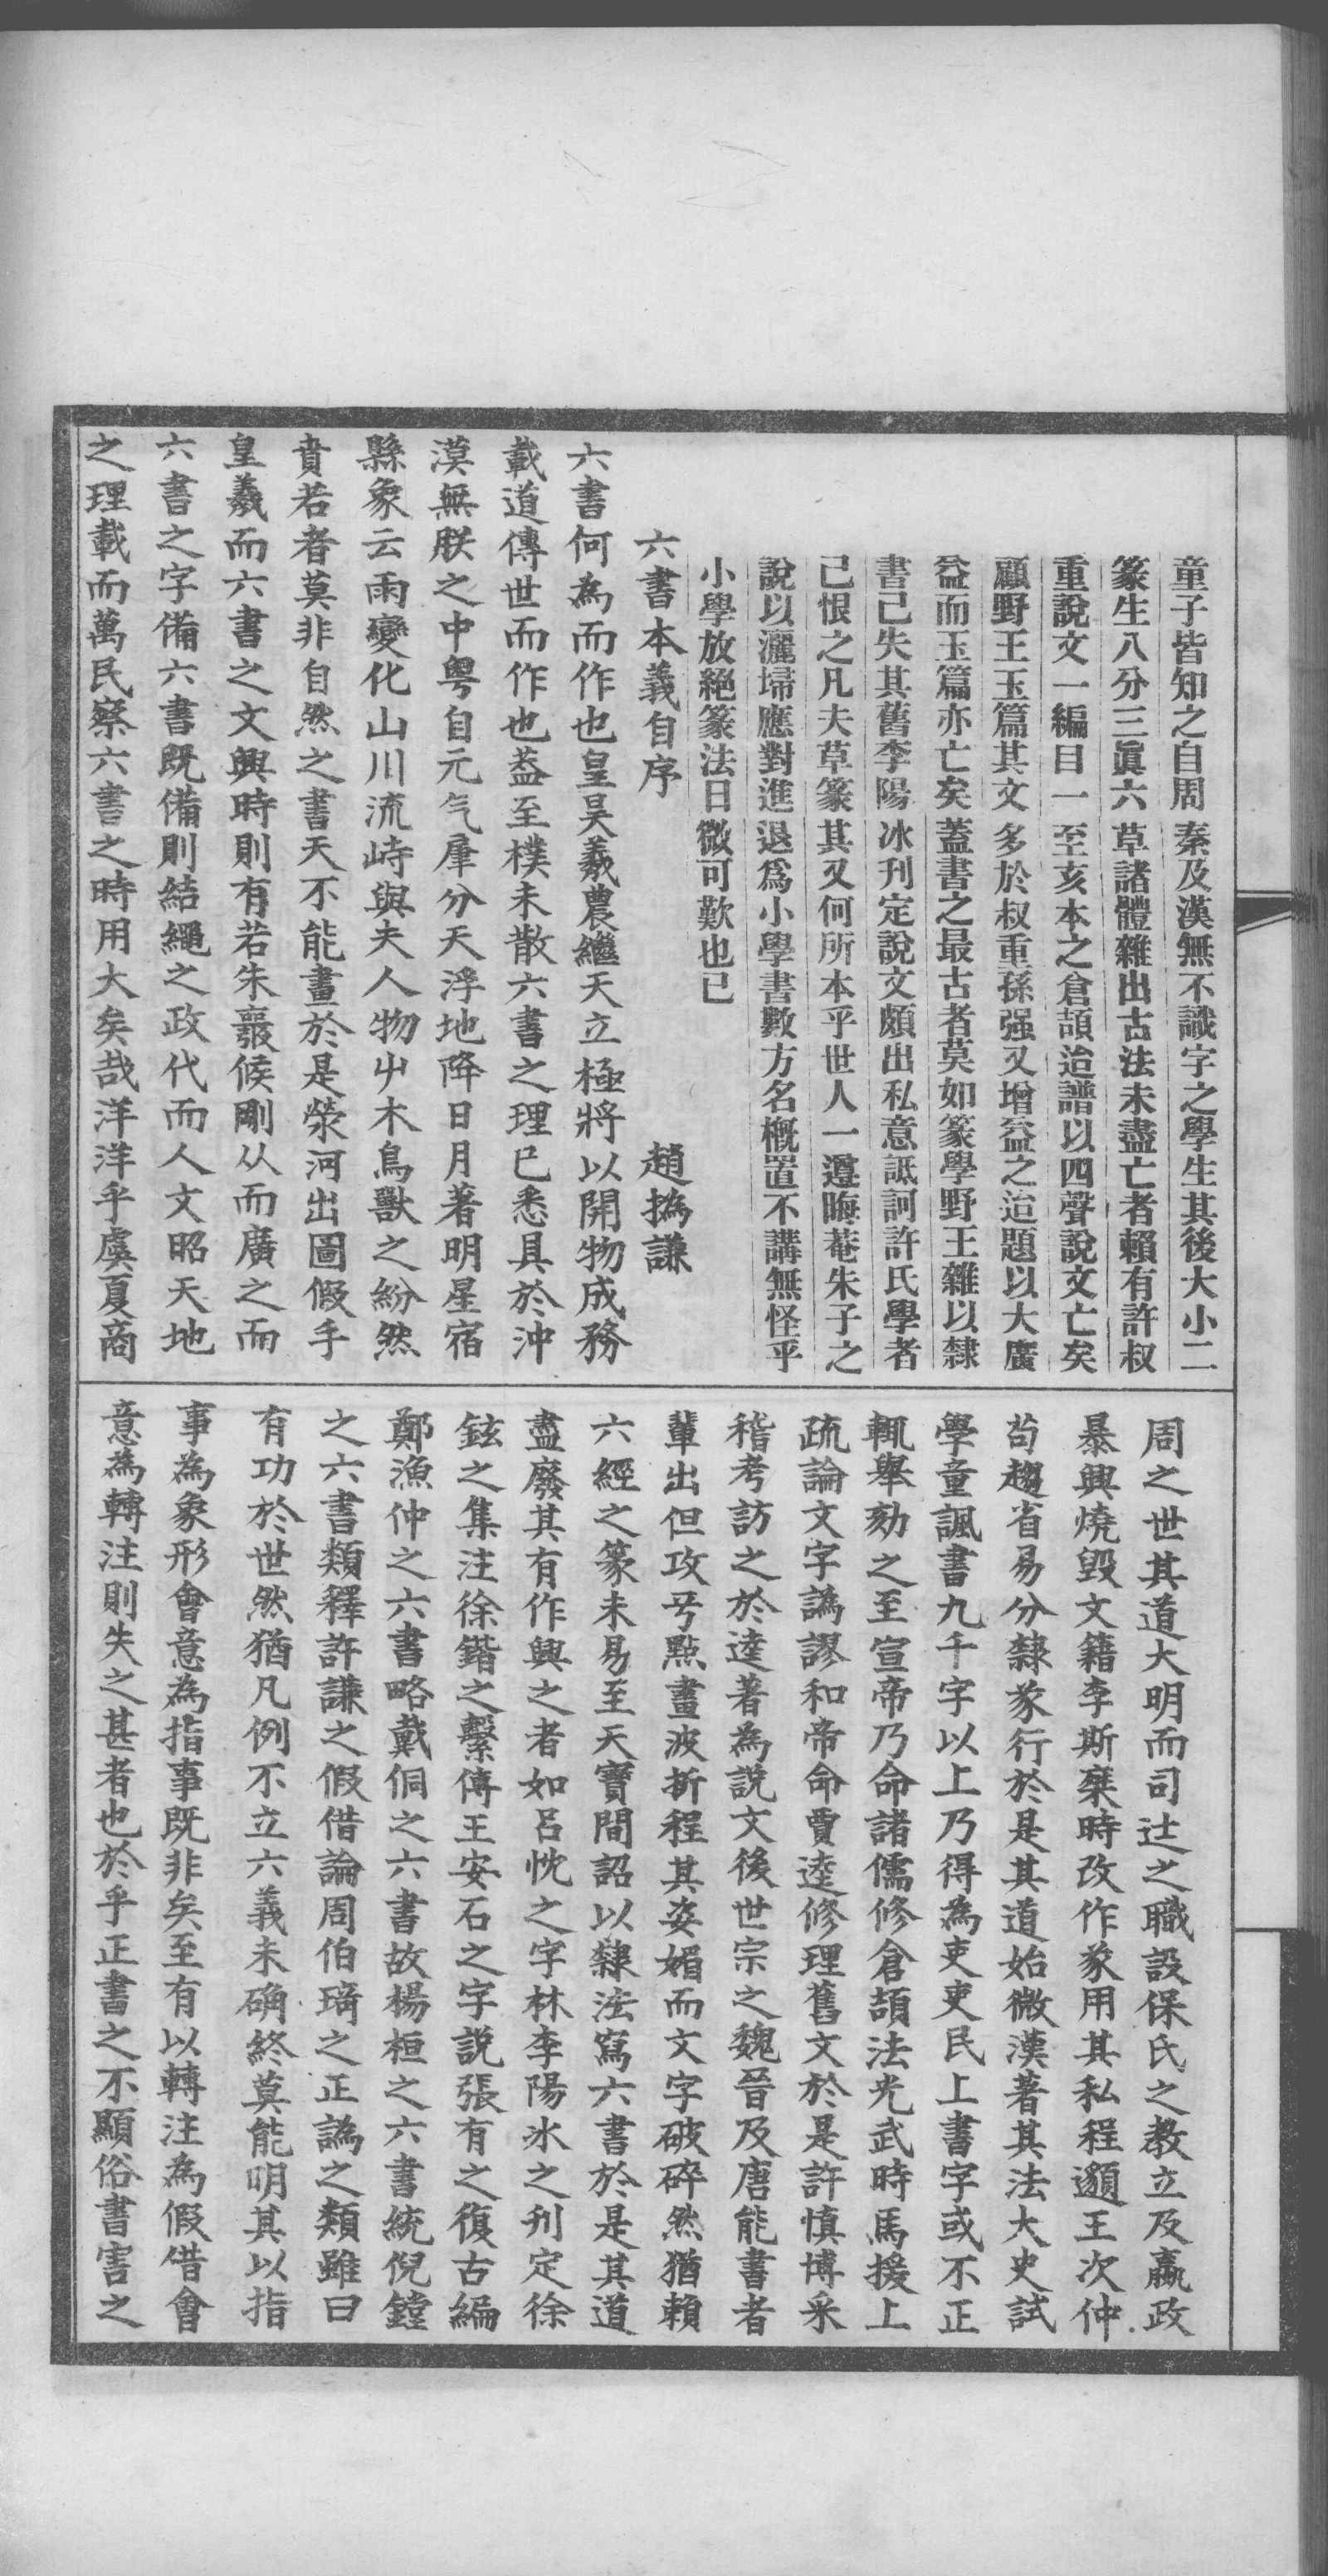 童子皆知之自周秦及漢無不識字之學生其後大小二
篆生八分三眞六草諸體雜出古法未盡亡者賴有許叔
重說文一編目一至亥本之倉頡迨譜以四聲說文亡矣
顧野王玉篇其文多於叔重孫强又增益之迨題以大廣
益而玉篇亦亡矣蓋書之最古者莫如篆學野王雜以隸
書已失其舊李陽冰刋定說文頗出私意詆訶許氏學者
已恨之凡夫草篆其又何所本乎世人一遵晦菴朱子之
說以灑埽應對進退爲小學書數方名槪置不講無怪乎
小學放絕篆法日微可歎也已
六書本義自序 趙撝謙
六書何為而作也皇昊羲農繼天立極將以開物成務
載道傳世而作也葢至樸未散六書之理已悉具於沖
漠無朕之中粤自元气肇分天浮地降日月著明星宿
縣象云雨變化山川流峙與夫人物屮木鳥獸之紛然
賁若者莫非自然之書天不能畫於是滎河出圖假手
皇羲而六書之文興時則有若朱襄侯剛从而廣之而
六書之字備六書既備則結繩之政代而人文昭天地
之理載而萬民察六書之時用大矣哉洋洋乎虞夏商
周之世其道大明而司𨓍之職設保氏之教立及嬴政
暴興燒毀文籍李斯棄時改作篆用其私程邈王次仲
苟趨省易分隸篆行於是其道始微漢著其法大史試
學童諷書九千字以上乃得為吏吏民上書字或不正
輒舉劾之至宣帝乃命諸儒修倉頡法光武時馬援上
疏論文字譌謬和帝命賈逵修理舊文於是許慎博采
稽考訪之於逵著為說文後世宗之魏晉及唐能書者
輩出但攻㸦點畫波折程其姿媚而文字破碎然猶賴
六經之篆未易至天寶間詔以隸法寫六書於是其道
盡廢其有作興之者如呂忱之字林李陽冰之刋定徐
鉉之集注徐鍇之繫傳王安石之字說張有之復古編
鄭漁仲之六書略戴侗之六書故楊桓之六書統倪鏜
之六書類釋許謙之假借論周伯琦之正譌之類雖曰
有功於世然猶凡例不立六義未确終莫能明其以指
事為象形會意為指事既非矣至有以轉注為假借會
意為轉注則失之甚者也於乎正書之不顯俗書害之